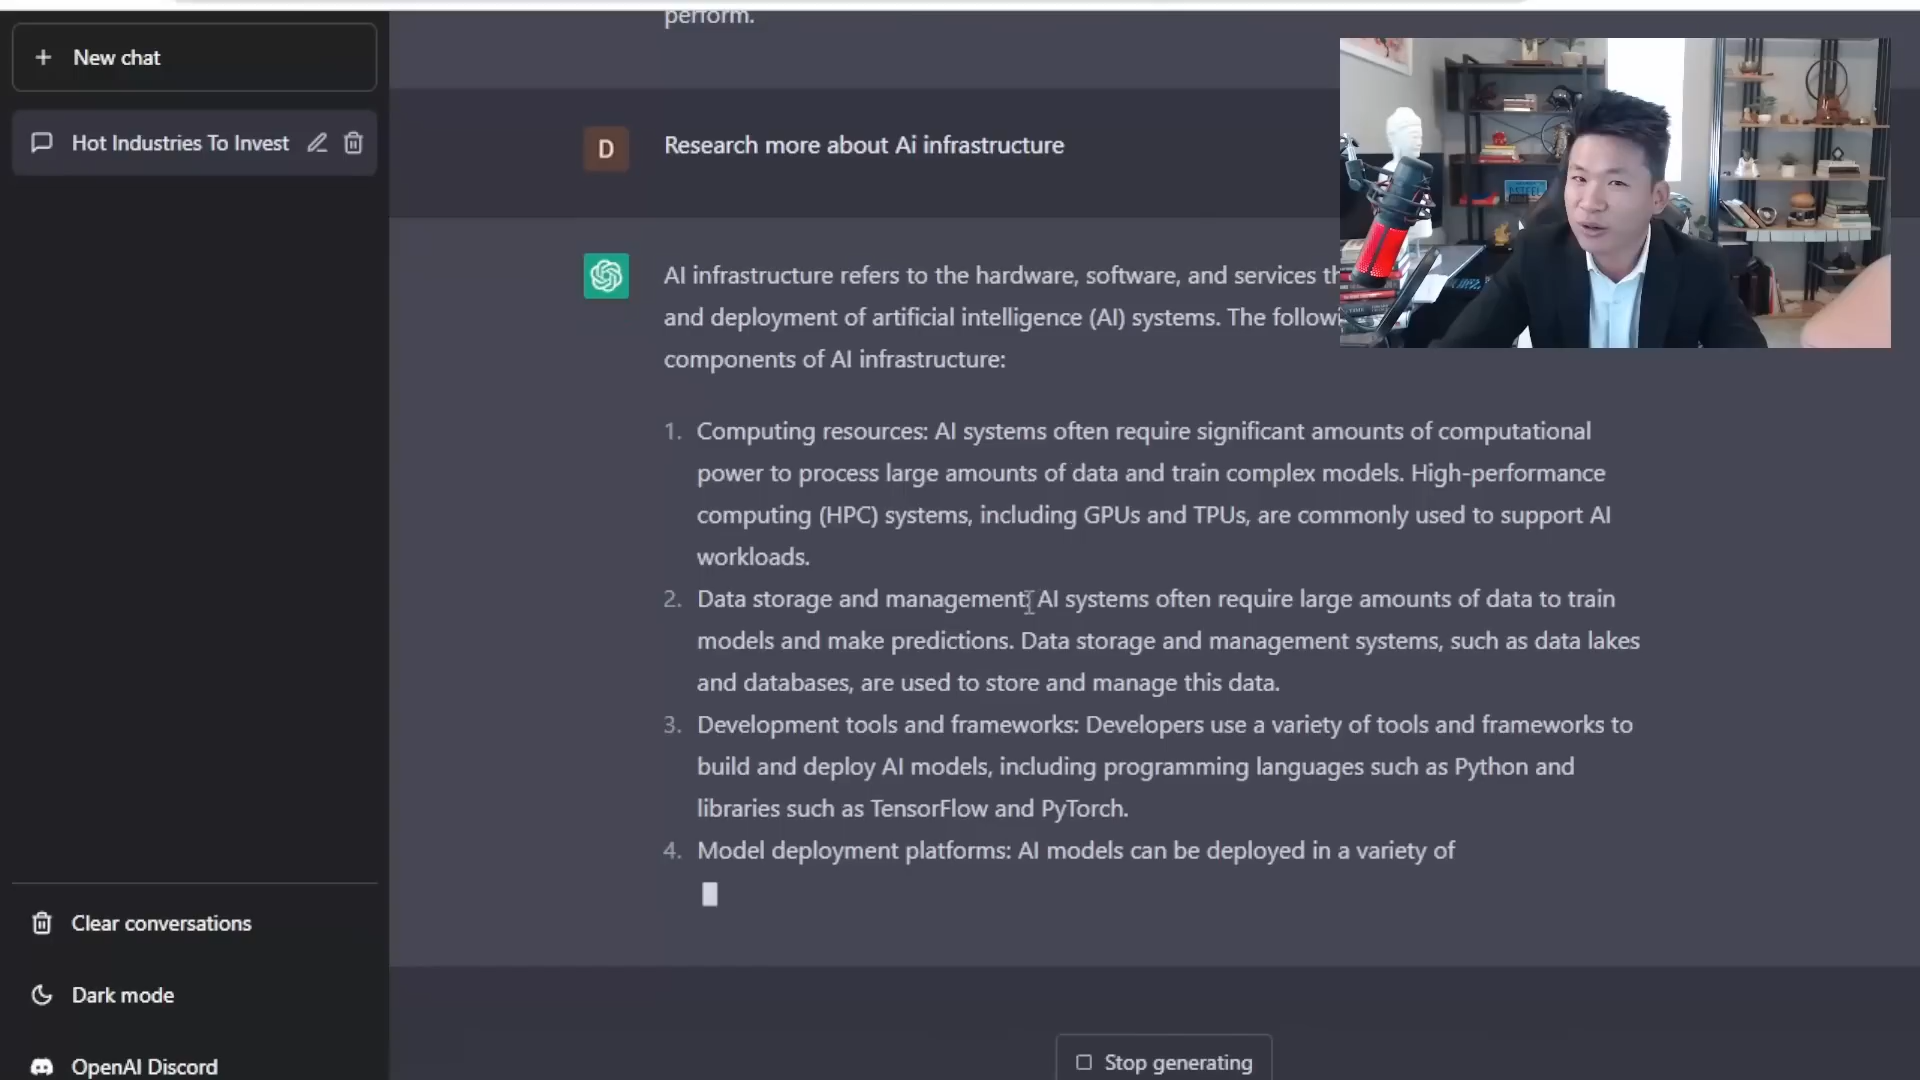 perform.
New chat
Hot Industries To Invest
D
Research more about Ai infrastructure
AI infrastructure refers to the hardware, software, and services
and deployment of artificial intelligence (AI) systems. The
components of AI infrastructure:
1. Computing resources: AI systems often require significant amounts of computational
power to process large amounts of data and train complex models. High-performance
computing (HPC) systems, including GPUs and TPUs, are commonly used to support AI
workloads.
2. Data storage and management: AI systems often require large amounts of data to train
models and make predictions. Data storage and management systems, such as data lakes
and databases, are used to store and manage this data.
3. Development tools and frameworks: Developers use a variety of tools and frameworks to
build and deploy AI models, including programming languages such as Python and
libraries such as TensorFlow and PyTorch.
4. Model deployment platforms: AI models can be deployed in a variety of
Clear conversations
Dark mode
OpenAI Discord
Stop generating